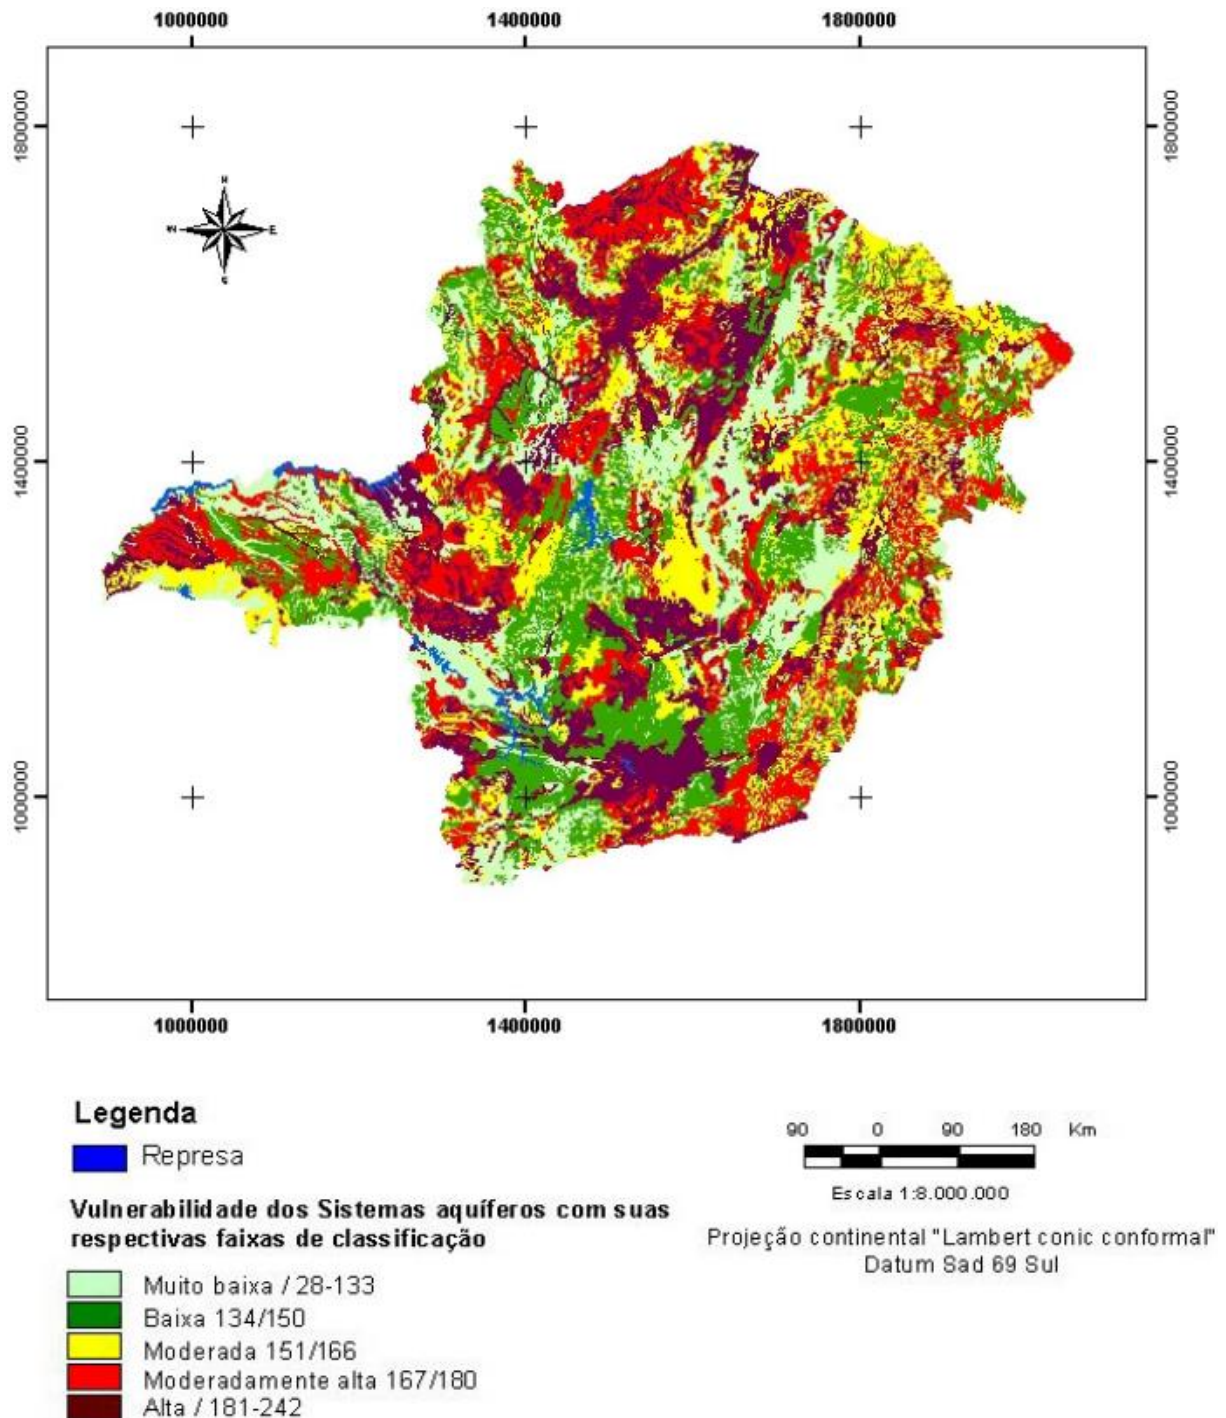 1000000 1400000 1800000
1800000 1800000
N
W E
S
1400000 1400000
1000000 1000000
1000000 1400000 1800000
Legenda
Represa
Vulnerabilidade dos Sistemas aquíferos com suas
respectivas faixas de classificação
Muito baixa / 28-133
Baixa 134/150
Moderada 151/166
Moderadamente alta 167/180
Alta / 181-242
90 0 90 180 Km
Escala 1:8.000.000
Projeção continental "Lambert conic conformal"
Datum Sad 69 Sul